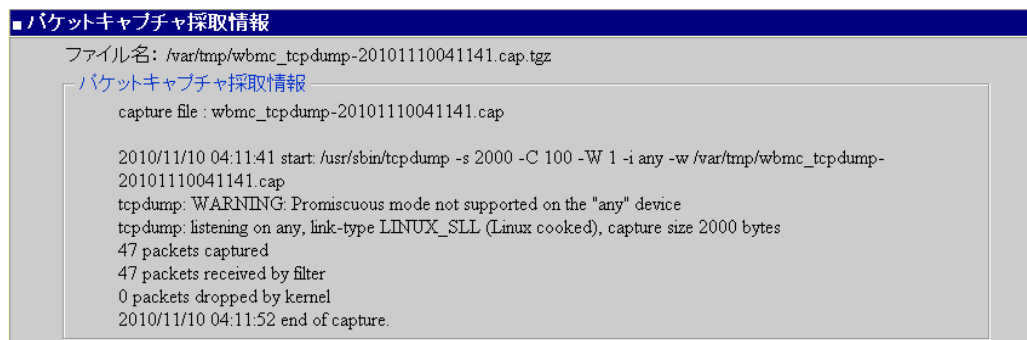 ■パケットキャプチャ採取情報
ファイル名: /var/tmp/wbmc_tcpdump-20101110041141.cap.tgz
パケットキャプチャ採取情報
capture file : wbmc_tcpdump-20101110041141.cap
2010/11/10 04:11:41 start: /usr/sbin/tcpdump -s 2000 -C 100 -W 1 -i any -w /var/tmp/wbmc_tcpdump-
20101110041141.cap
tcpdump: WARNING: Promiscuous mode not supported on the "any" device
tcpdump: listening on any, link-type LINUX_SLL (Linux cooked), capture size 2000 bytes
47 packets captured
47 packets received by filter
0 packets dropped by kernel
2010/11/10 04:11:52 end of capture.